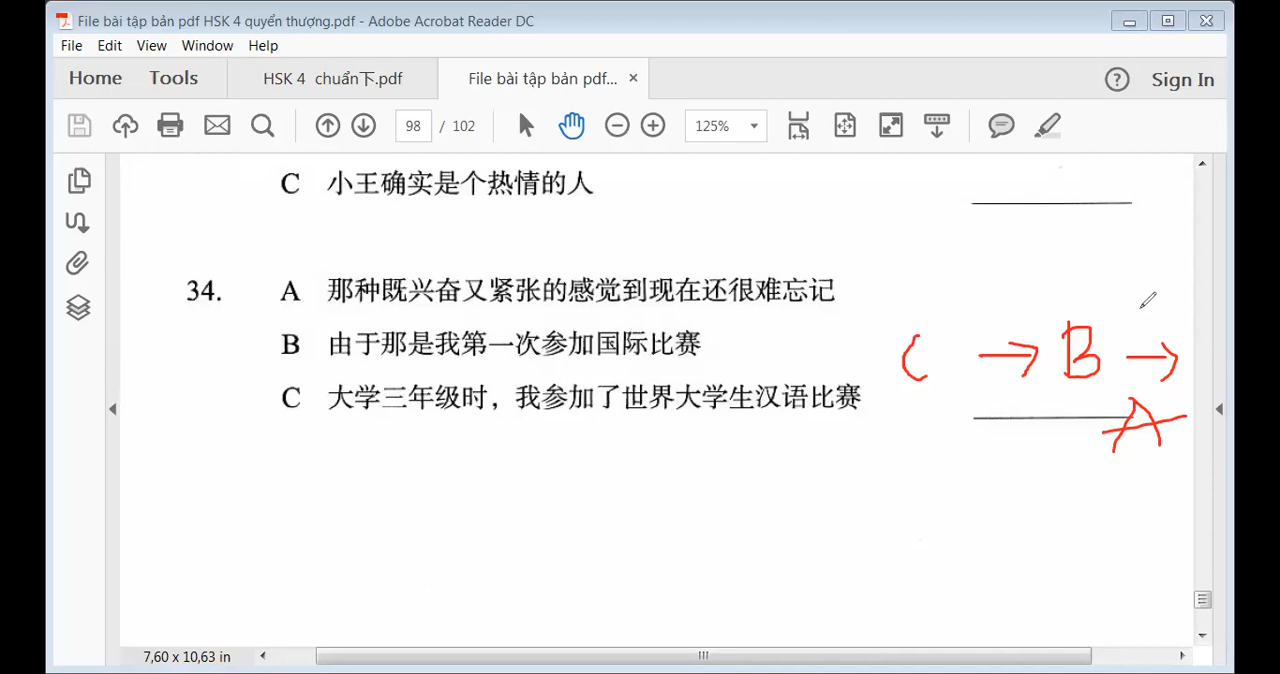 File bài tập bản pdf HSK 4 quyển thượng.pdf - Adobe Acrobat Reader DC
File Edit View Window Help
Home Tools HSK 4 chuẩn下.pdf File bài tập bản pdf... × ? Sign In
98 / 102 125%
C 小王确实是个热情的人
34. A 那种既兴奋又紧张的感觉到现在还很难忘记
B 由于那是我第一次参加国际比赛
C → B →
C 大学三年级时，我参加了世界大学生汉语比赛
A
7,60 x 10,63 in